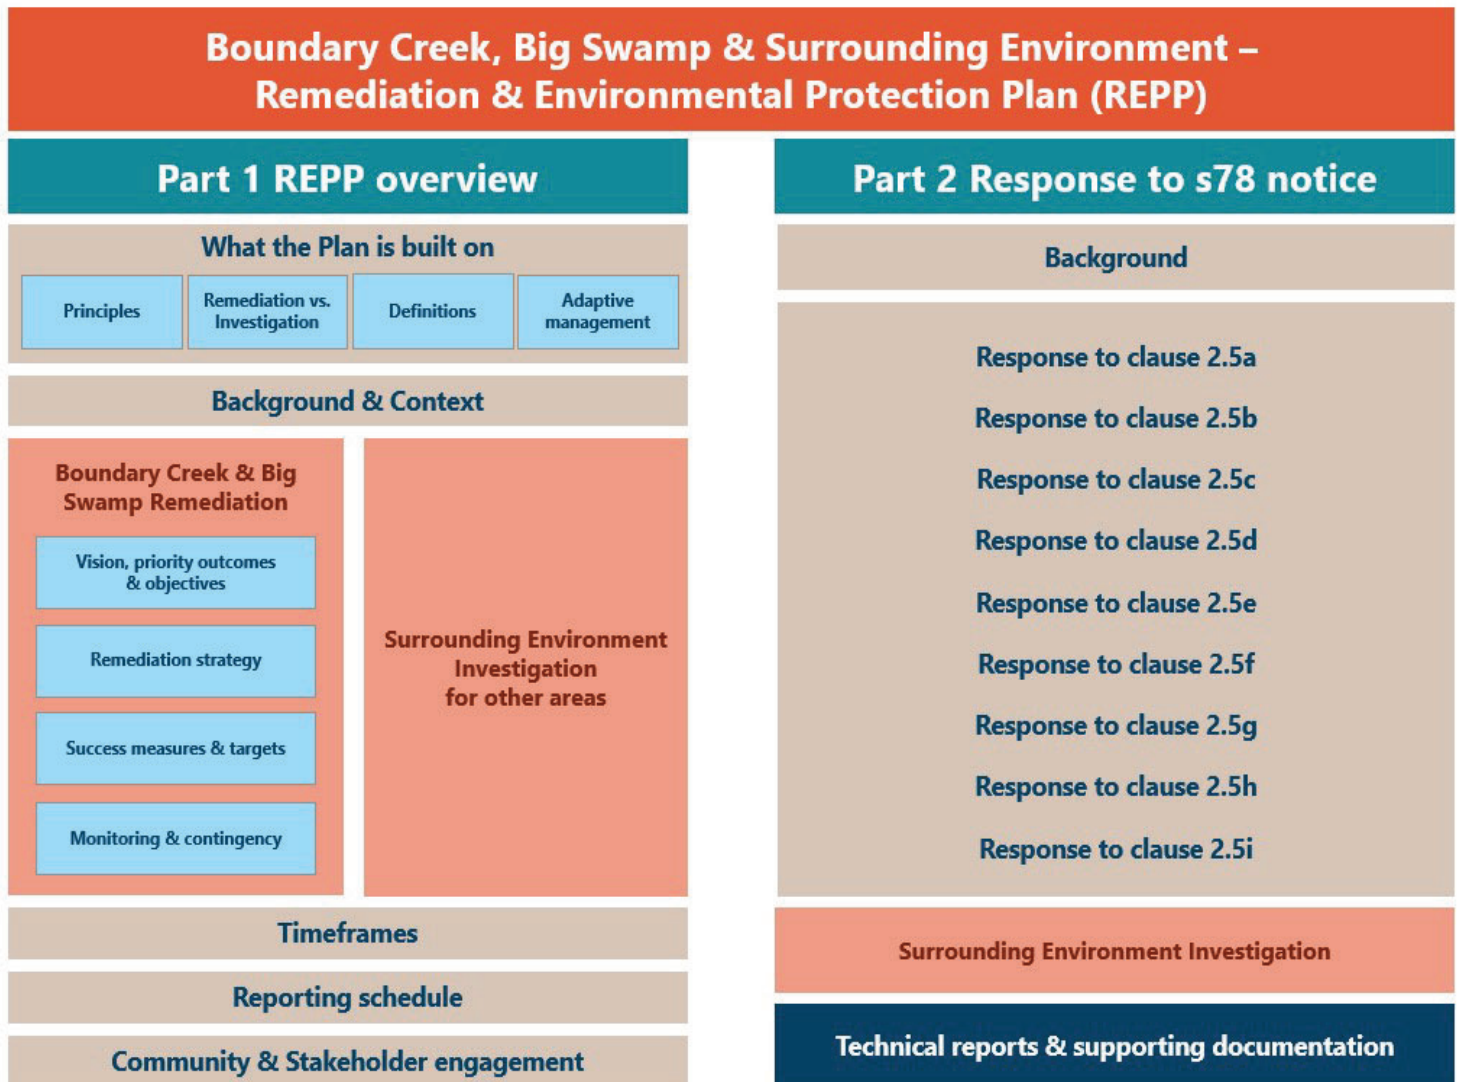 Boundary Creek, Big Swamp & Surrounding Environment –
Remediation & Environmental Protection Plan (REPP)
Part 1 REPP overview
What the Plan is built on
Principles
Remediation vs.
Investigation
Definitions
Adaptive
management
Background & Context
Boundary Creek & Big
Swamp Remediation
Vision, priority outcomes
& objectives
Remediation strategy
Success measures & targets
Monitoring & contingency
Surrounding Environment
Investigation
for other areas
Timeframes
Reporting schedule
Community & Stakeholder engagement
Part 2 Response to s78 notice
Background
Response to clause 2.5a
Response to clause 2.5b
Response to clause 2.5c
Response to clause 2.5d
Response to clause 2.5e
Response to clause 2.5f
Response to clause 2.5g
Response to clause 2.5h
Response to clause 2.5i
Surrounding Environment Investigation
Technical reports & supporting documentation